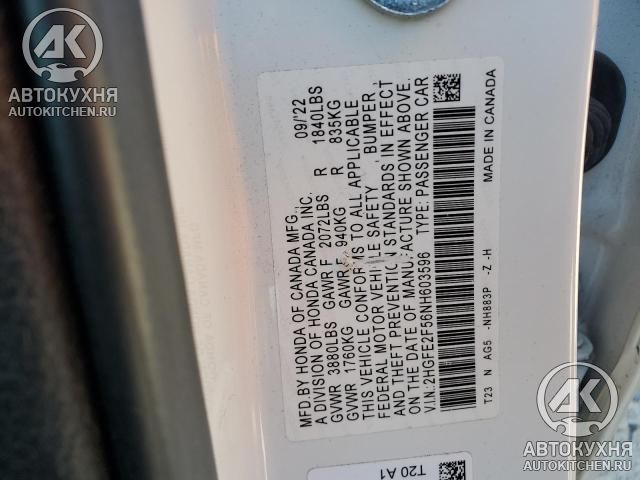 AK
АВТОКУХНЯ
AUTOKITCHEN.RU
MFD.BY HONDA OF CANADA MFG., 09/'22
A DIVISION OF HONDA CANADA INC.
GVWR 3880LBS GAWR F 2072LBS R 1840LBS
GVWR 1760KG GAWR F 940KG R 835KG
THIS VEHICLE CONFORMS TO ALL APPLICABLE
FEDERAL MOTOR VEHICLE SAFETY, BUMPER,
AND THEFT PREVENTION STANDARDS IN EFFECT
ON THE DATE OF MANUFACTURE SHOWN ABOVE.
V.I.N.: 2HGFE2F56NH603596 TYPE: PASSENGER CAR
T23 N AG5 -NH883P -Z -H MADE IN CANADA
T20 A1
AK
АВТОКУХНЯ
AUTOKITCHEN.RU